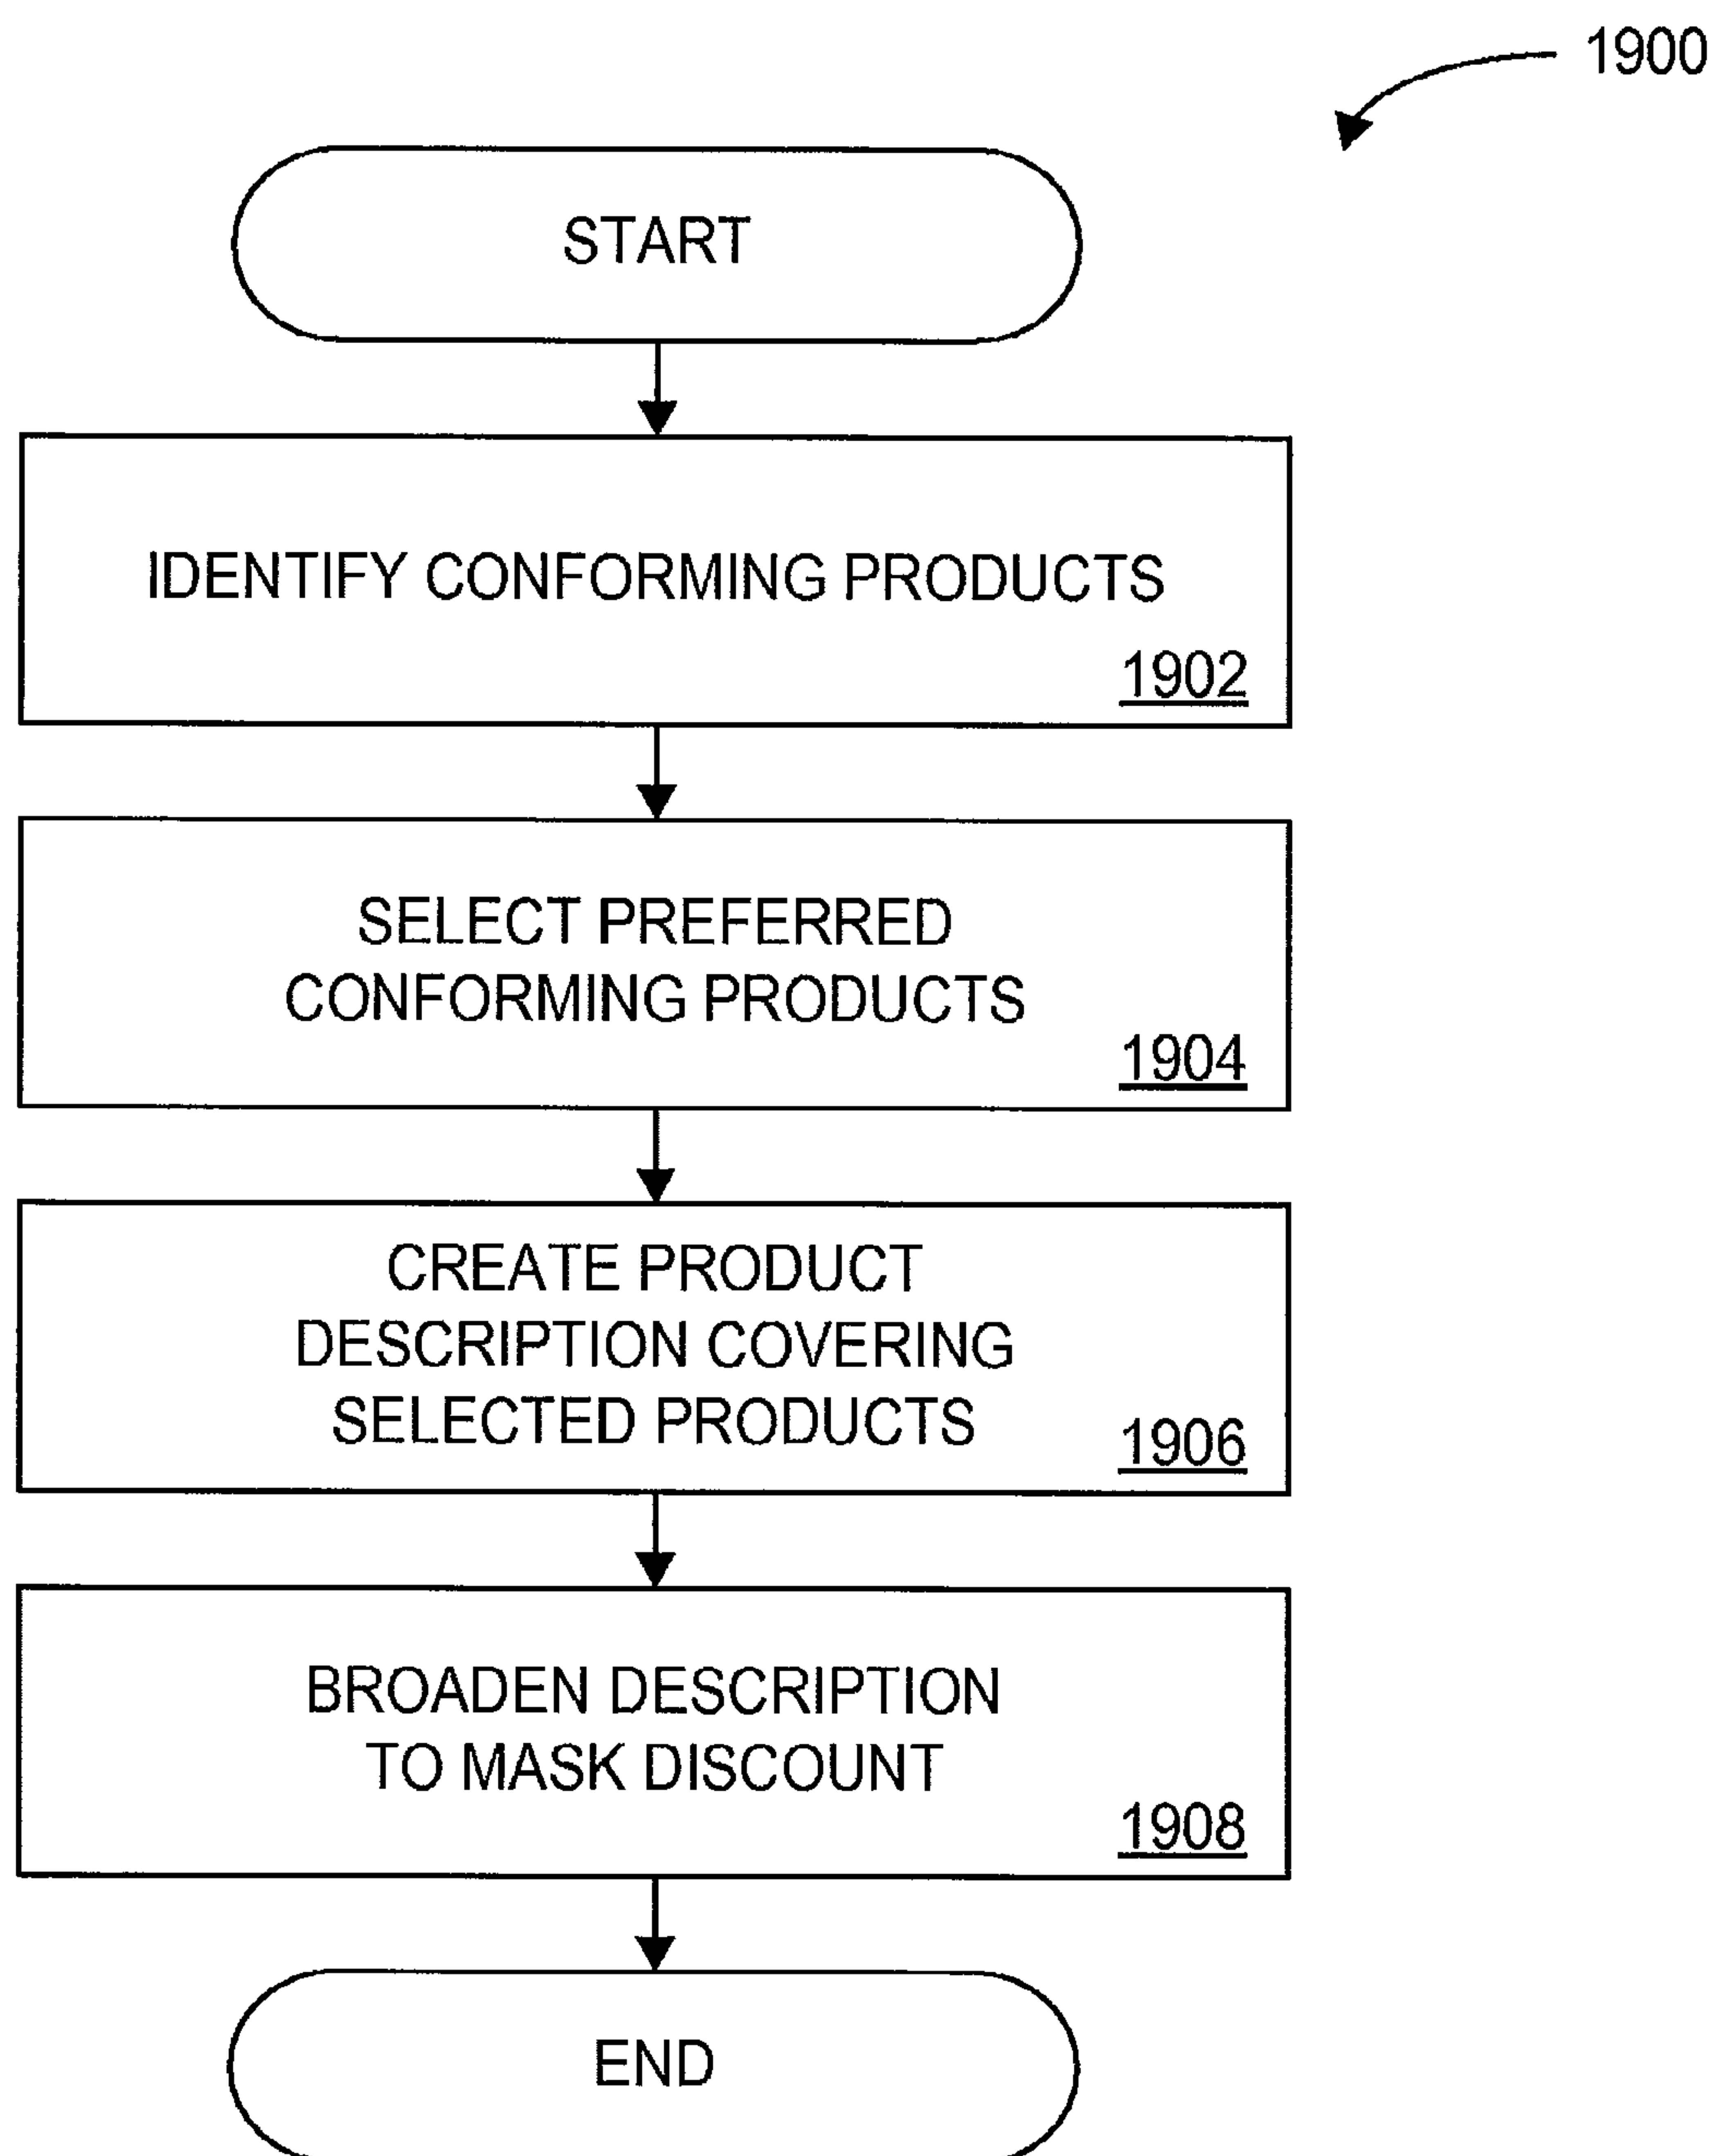 1900
START
IDENTIFY CONFORMING PRODUCTS
1902
SELECT PREFERRED
CONFORMING PRODUCTS
1904
CREATE PRODUCT
DESCRIPTION COVERING
SELECTED PRODUCTS
1906
BROADEN DESCRIPTION
TO MASK DISCOUNT
1908
END